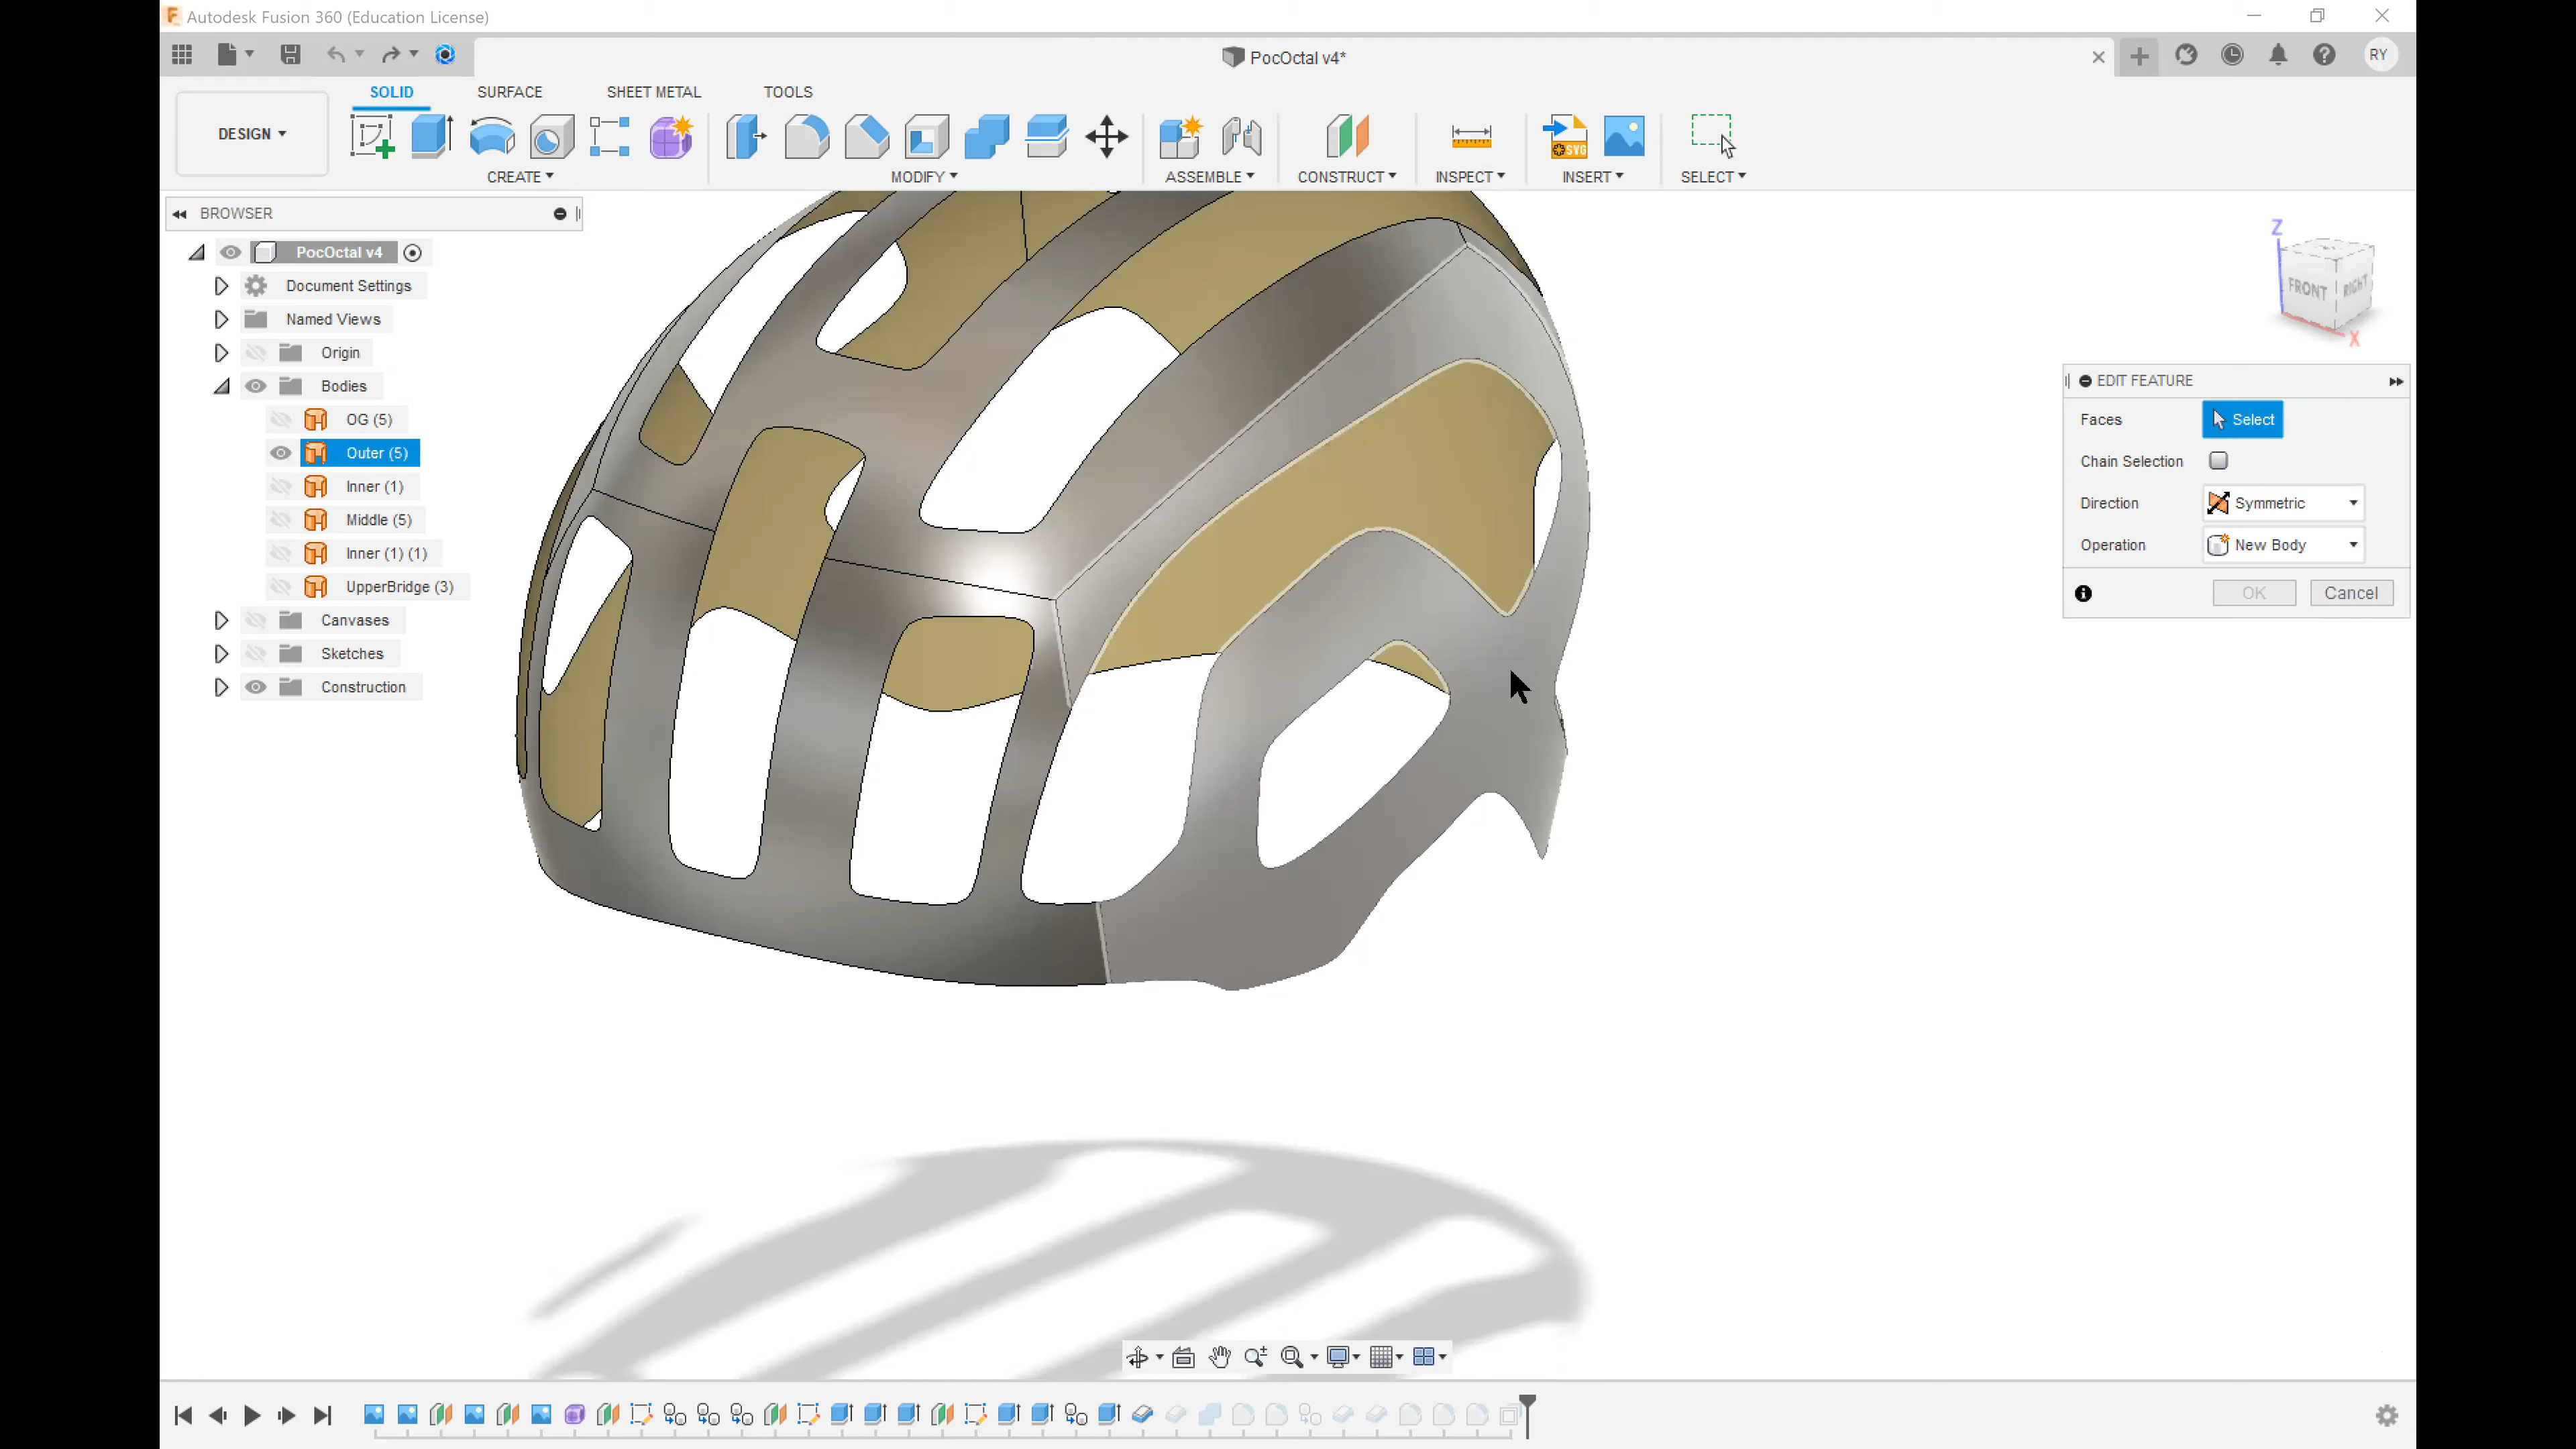 Autodesk Fusion 360 (Education License)
PocOctal v4*
RY
DESIGN
SOLID SURFACE SHEET METAL TOOLS
SVG
CREATE MODIFY ASSEMBLE CONSTRUCT INSPECT INSERT SELECT
BROWSER
PocOctal v4
Document Settings
Named Views
Origin
Bodies
OG (5)
Outer (5)
Inner (1)
Middle (5)
Inner (1) (1)
UpperBridge (3)
Canvases
Sketches
Construction
Z
FRONT RIGHT
X
EDIT FEATURE
Faces Select
Chain Selection
Direction Symmetric
Operation New Body
OK Cancel